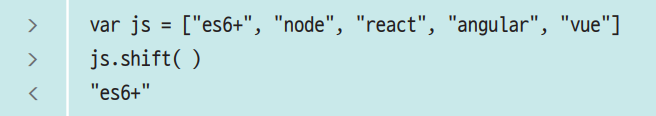 > var js = ["es6+", "node", "react", "angular", "vue"]
> js.shift( )
< "es6+"